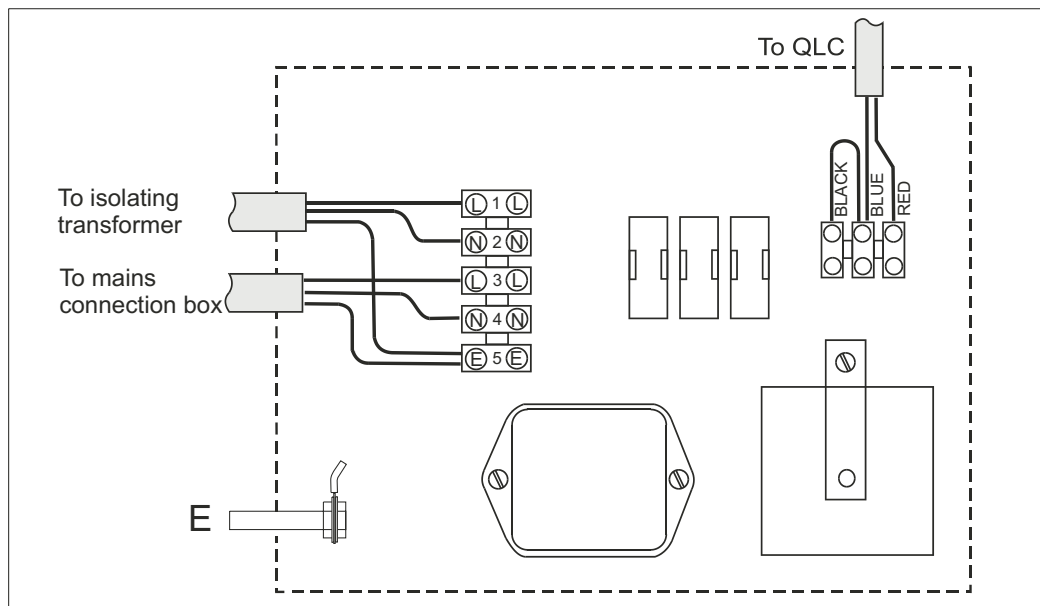 To QLC
BLACK
BLUE
RED
To isolating
transformer
L 1 L
N 2 N
To mains
connection box
L 3 L
N 4 N
E 5 E
E